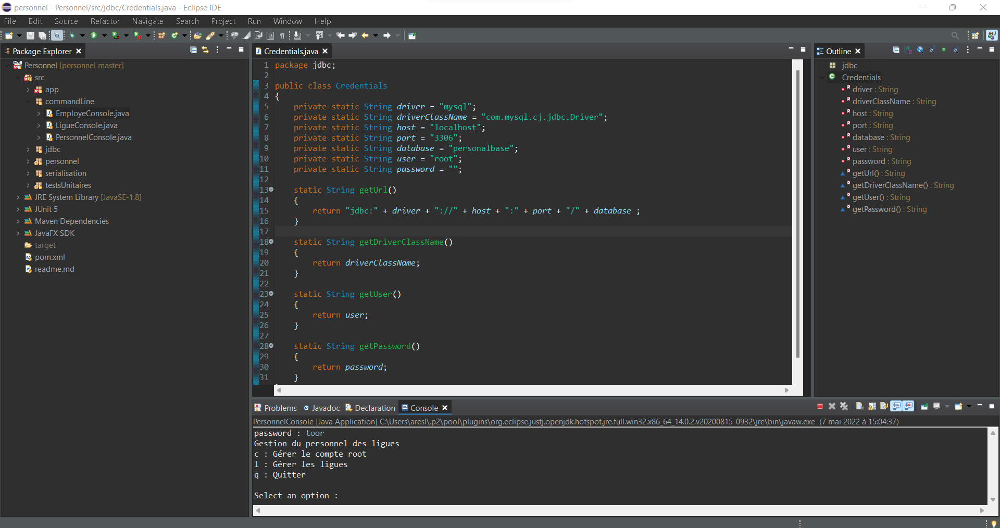 personnel - Personnel/src/jdbc/Credentials.java - Eclipse IDE
File Edit Source Refactor Navigate Search Project Run Window Help
Package Explorer
Personnel [personnel master]
src
app
commandLine
EmployeConsole.java
LigueConsole.java
PersonnelConsole.java
jdbc
personnel
serialisation
testsUnitaires
JRE System Library [JavaSE-1.8]
JUnit 5
Maven Dependencies
JavaFX SDK
target
pom.xml
readme.md
Credentials.java
1 package jdbc;
2
3 public class Credentials
4 {
5 private static String driver = "mysql";
6 private static String driverClassName = "com.mysql.cj.jdbc.Driver";
7 private static String host = "localhost";
8 private static String port = "3306";
9 private static String database = "personalbase";
10 private static String user = "root";
11 private static String password = "";
12
13 static String getUrl()
14 {
15 return "jdbc:" + driver + "://" + host + ":" + port + "/" + database ;
16 }
17
18 static String getDriverClassName()
19 {
20 return driverClassName;
21 }
22
23 static String getUser()
24 {
25 return user;
26 }
27
28 static String getPassword()
29 {
30 return password;
31 }
Outline
jdbc
Credentials
driver : String
driverClassName : String
host : String
port : String
database : String
user : String
password : String
getUrl() : String
getDriverClassName() : String
getUser() : String
getPassword() : String
Problems Javadoc Declaration Console
PersonnelConsole [Java Application] C:\Users\aresl\.p2\pool\plugins\org.eclipse.justj.openjdk.hotspot.jre.full.win32.x86_64_14.0.2.v20200815-0932\jre\bin\javaw.exe (7 mai 2022 à 15:04:37)
password : toor
Gestion du personnel des ligues
c : Gérer le compte root
l : Gérer les ligues
q : Quitter
Select an option :